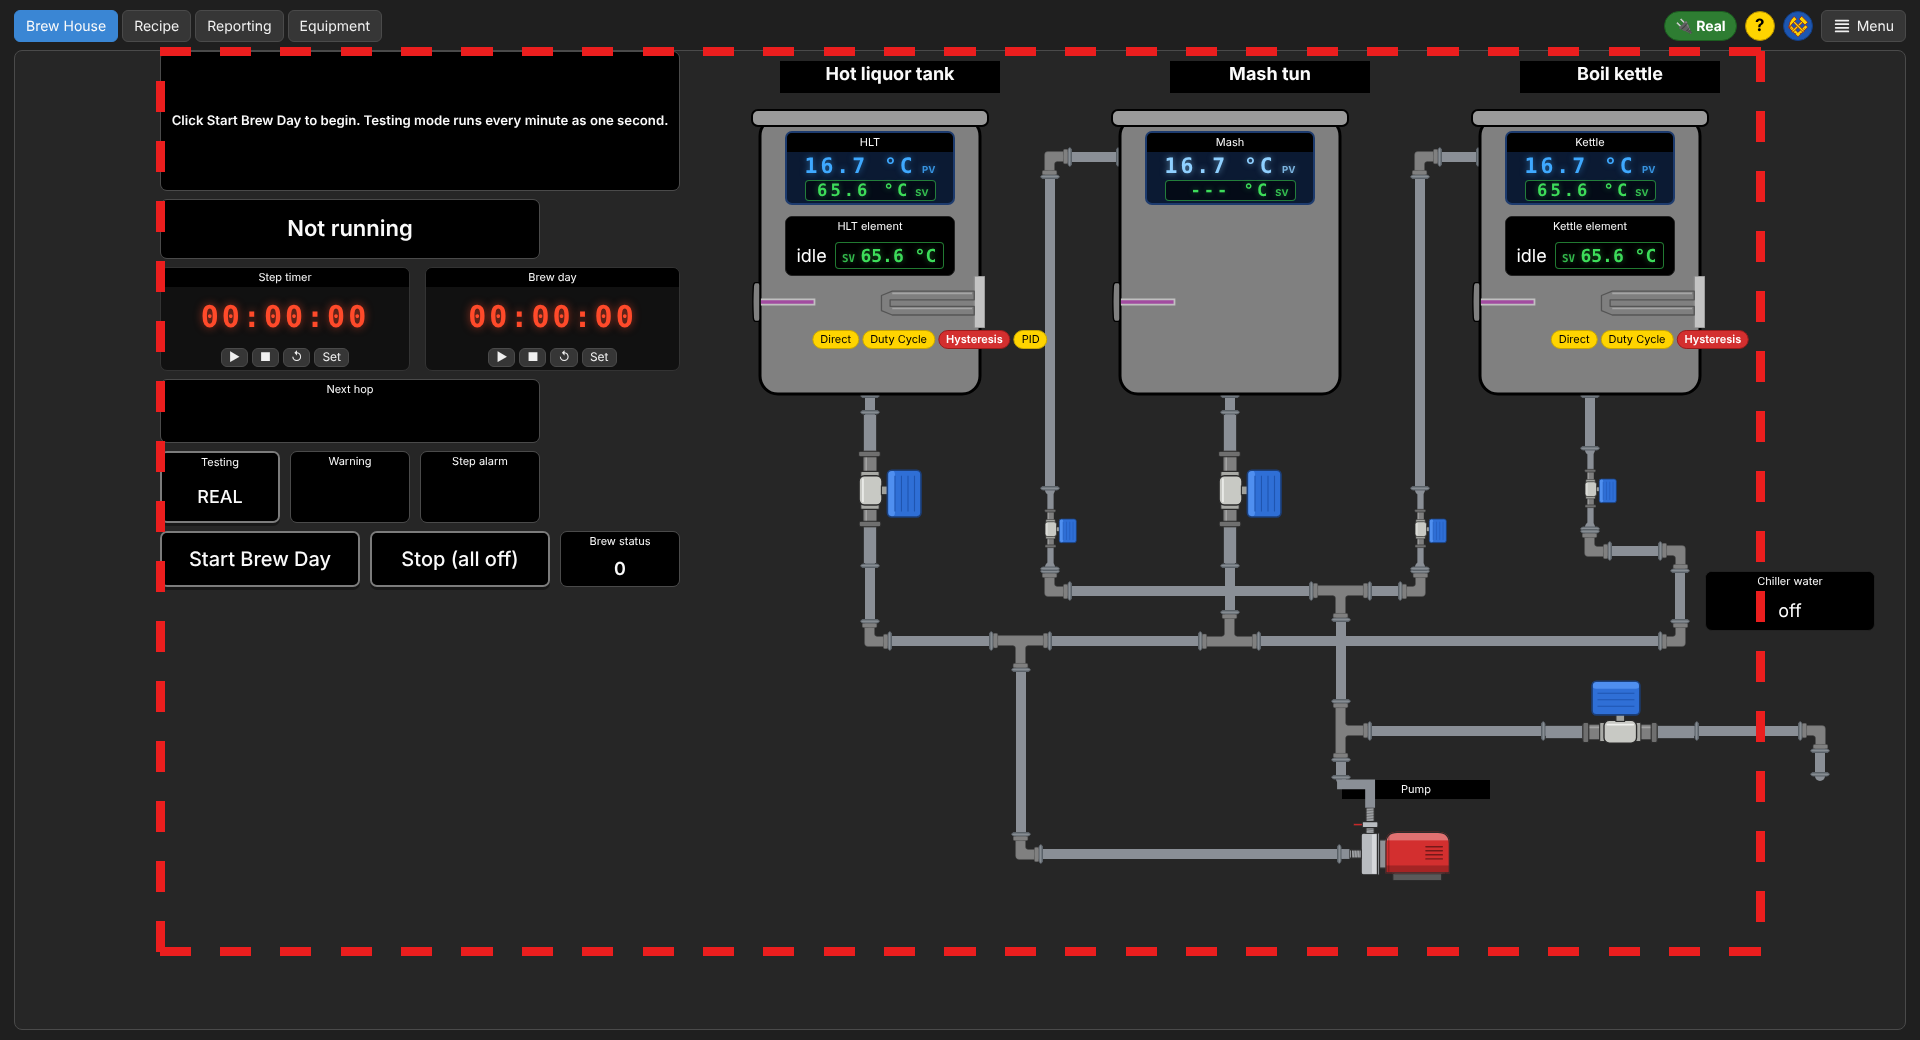 Brew House
Recipe
Reporting
Equipment
Real
?
Menu
Click Start Brew Day to begin. Testing mode runs every minute as one second.
Not running
Step timer
00:00:00
Set
Brew day
00:00:00
Set
Next hop
Testing
REAL
Warning
Step alarm
Start Brew Day
Stop (all off)
Brew status
0
Hot liquor tank
HLT
16.7 °C PV
65.6 °C SV
HLT element
idle
SV 65.6 °C
Direct
Duty Cycle
Hysteresis
PID
Mash tun
Mash
16.7 °C PV
--- °C SV
Boil kettle
Kettle
16.7 °C PV
65.6 °C SV
Kettle element
idle
SV 65.6 °C
Direct
Duty Cycle
Hysteresis
Chiller water
off
Pump